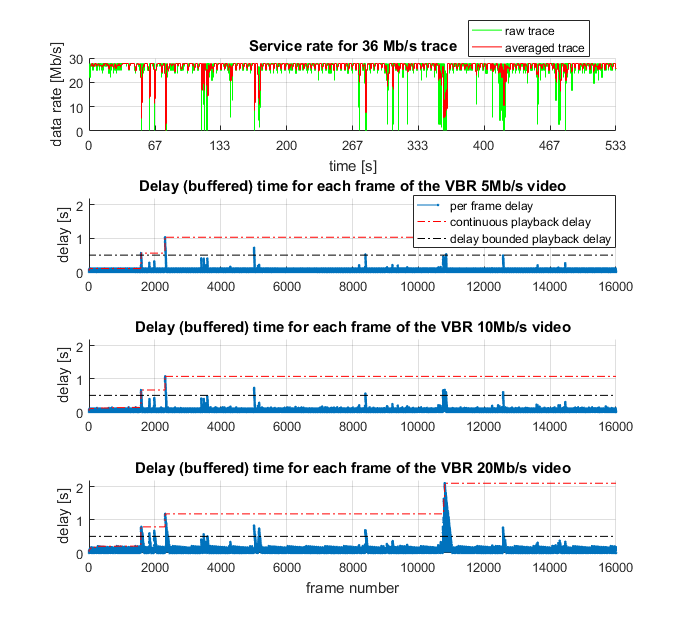 raw trace
averaged trace
Service rate for 36 Mb/s trace
data rate [Mb/s]
30
20
10
0
0 67 133 200 267 333 400 467 533
time [s]
Delay (buffered) time for each frame of the VBR 5Mb/s video
per frame delay
continuous playback delay
delay bounded playback delay
delay [s]
2
1
0
0 2000 4000 6000 8000 10000 12000 14000 16000
Delay (buffered) time for each frame of the VBR 10Mb/s video
delay [s]
2
1
0
0 2000 4000 6000 8000 10000 12000 14000 16000
Delay (buffered) time for each frame of the VBR 20Mb/s video
delay [s]
2
1
0
0 2000 4000 6000 8000 10000 12000 14000 16000
frame number